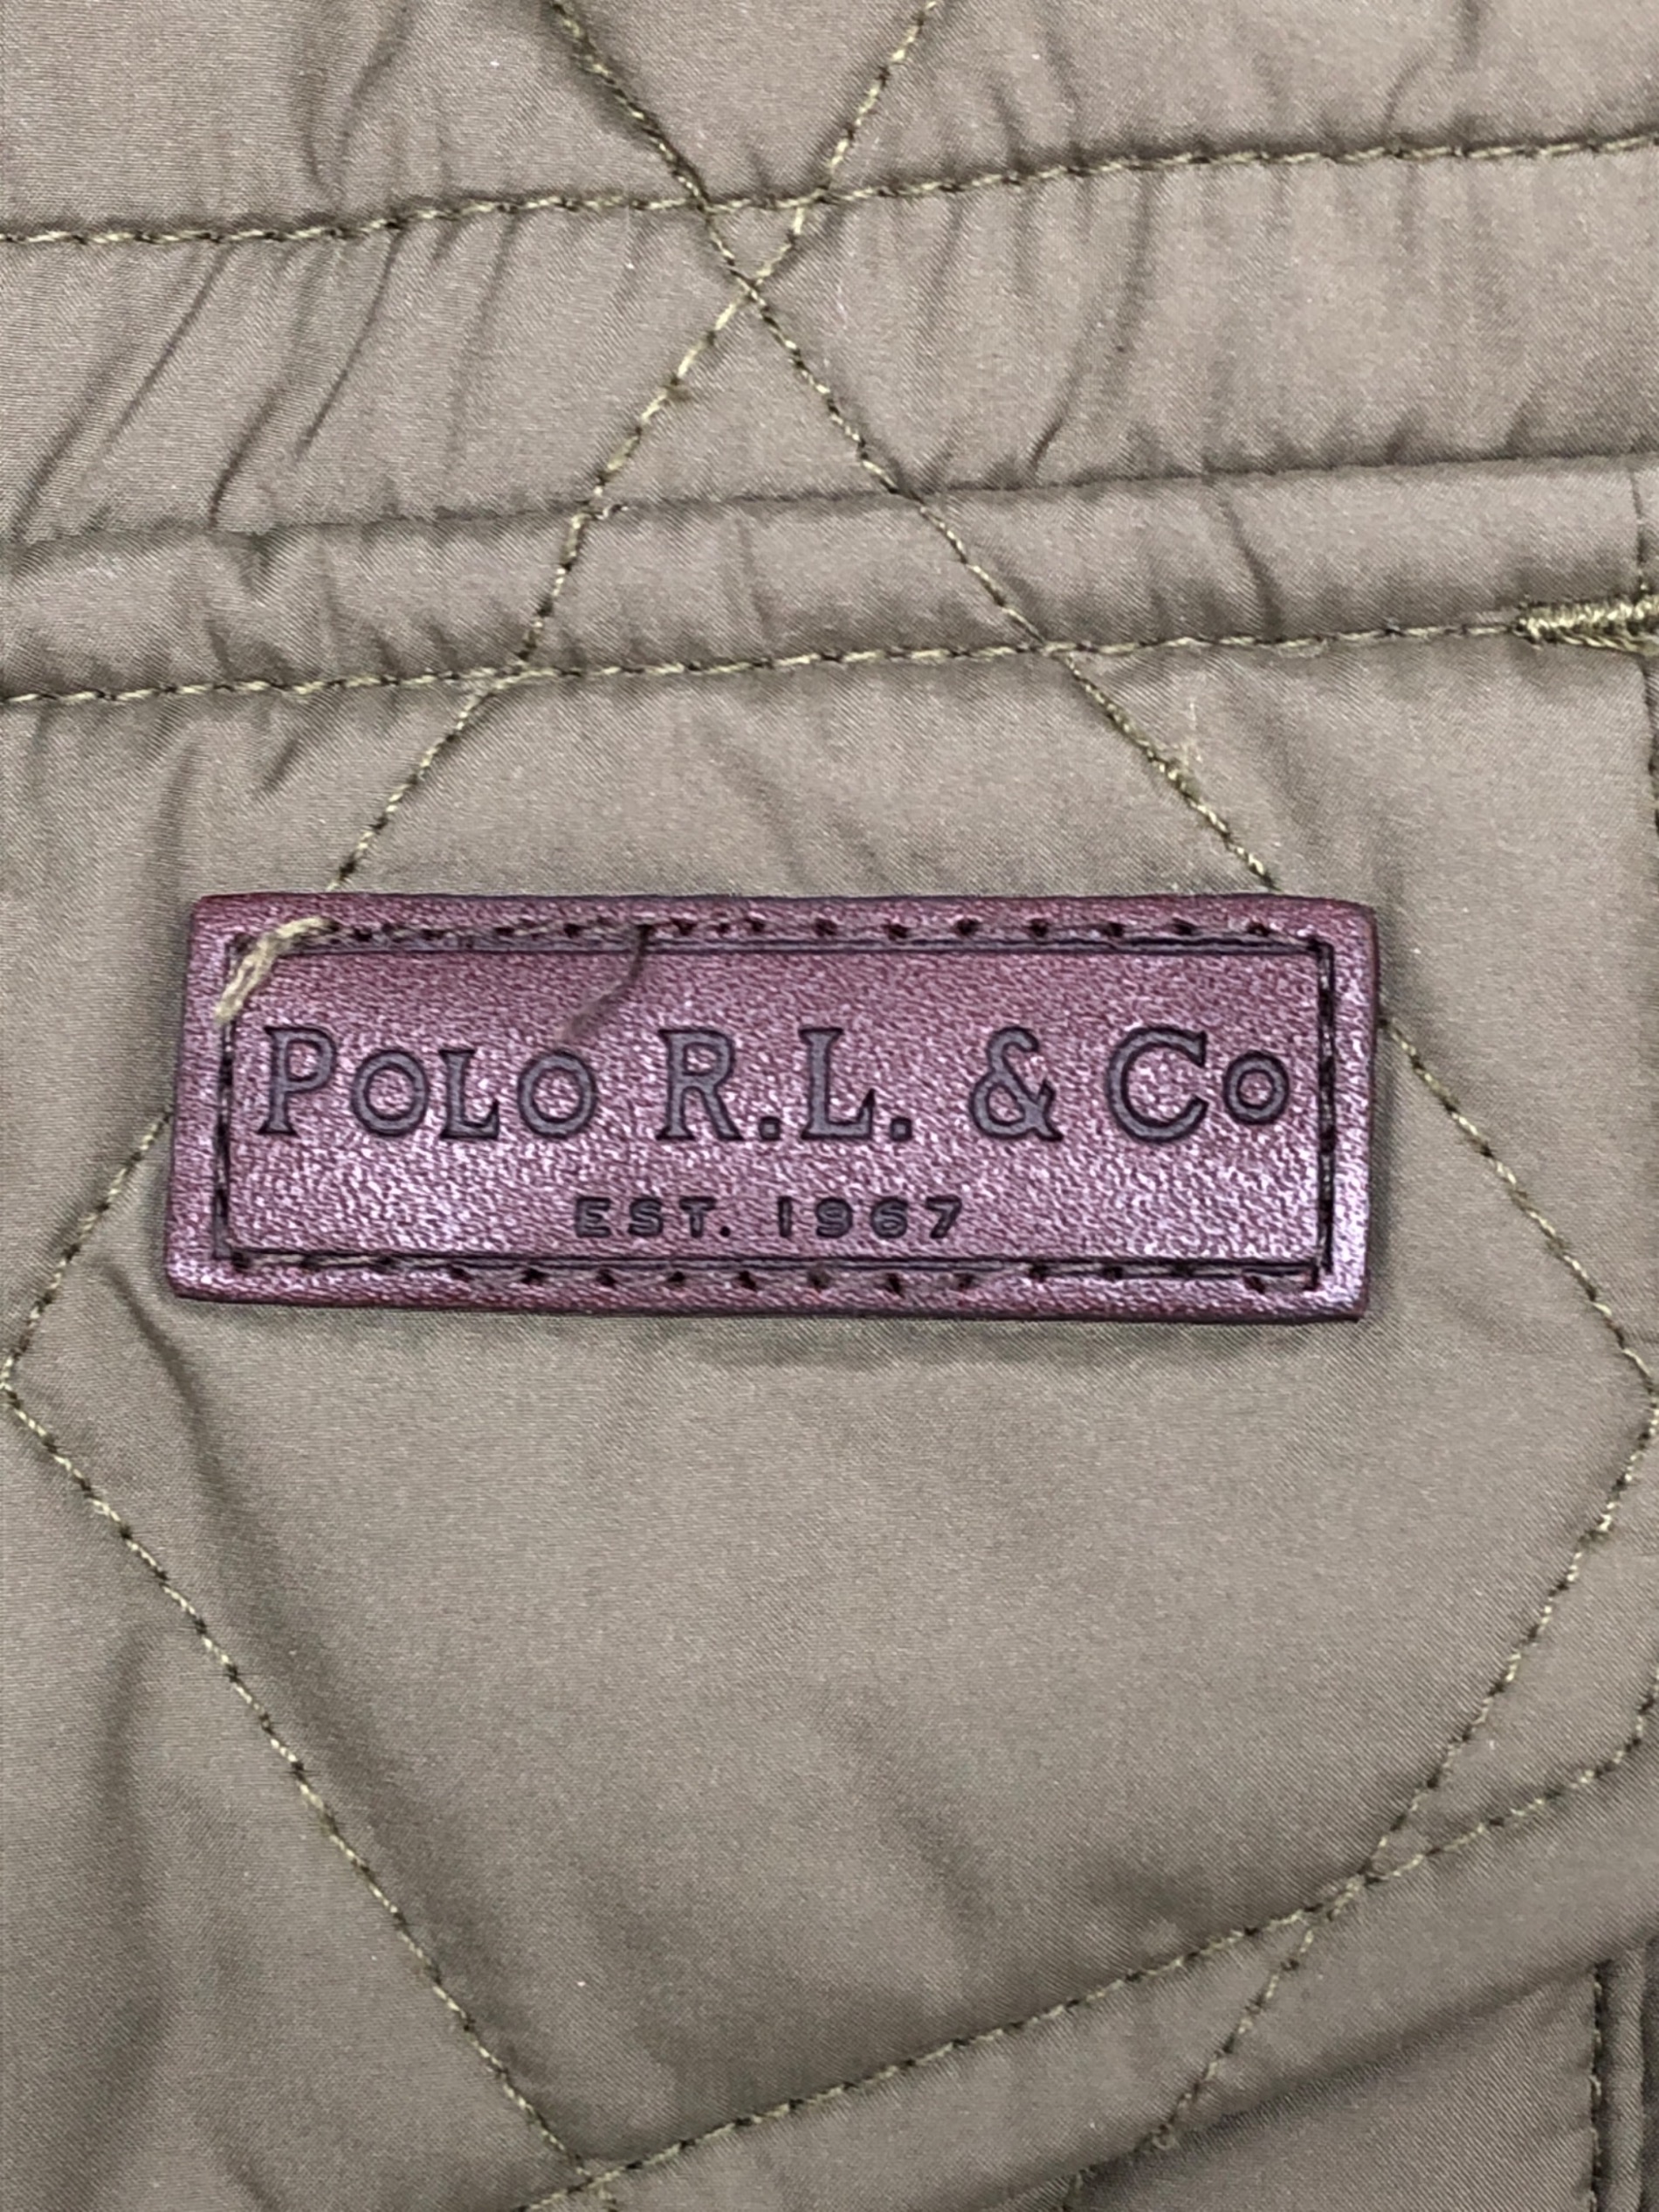 POLO R.L. & CO
EST. 1967